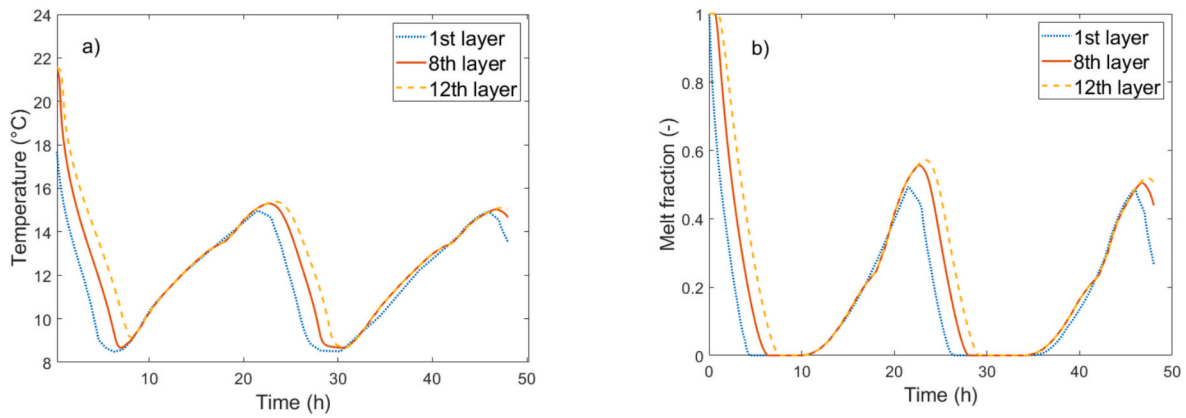 a)
1st layer
8th layer
12th layer
Temperature (°C)
24
22
20
18
16
14
12
10
8
10
20
30
40
50
Time (h)
b)
1st layer
8th layer
12th layer
Melt fraction (-)
1
0.8
0.6
0.4
0.2
0
0
10
20
30
40
50
Time (h)